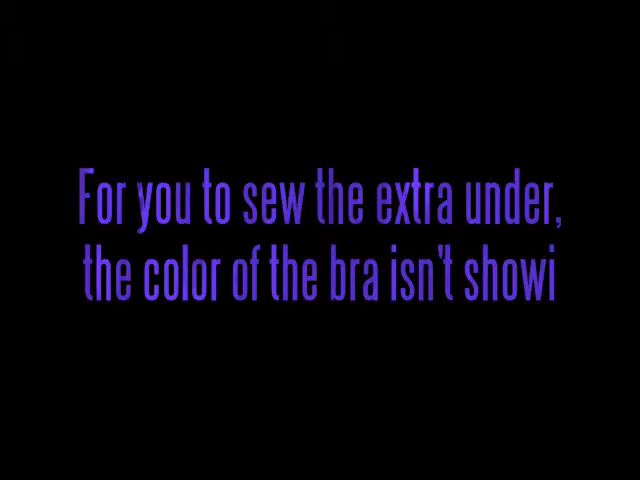 For you to sew the extra under,
the color of the bra isn't showi